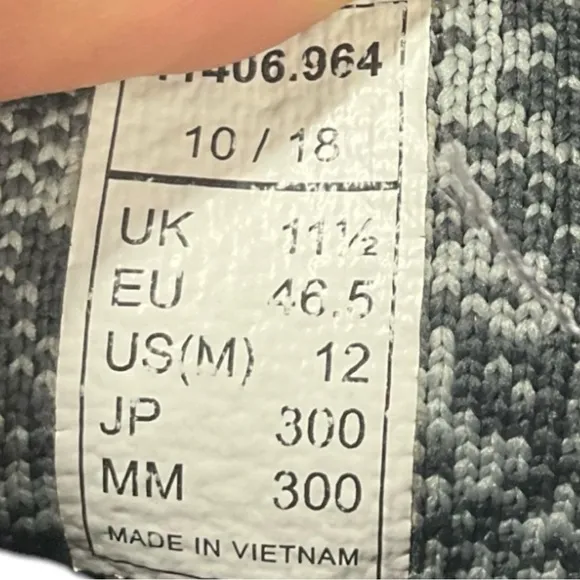 406.964
10 / 18
UK 11½
EU 46.5
US(M) 12
JP 300
MM 300
MADE IN VIETNAM